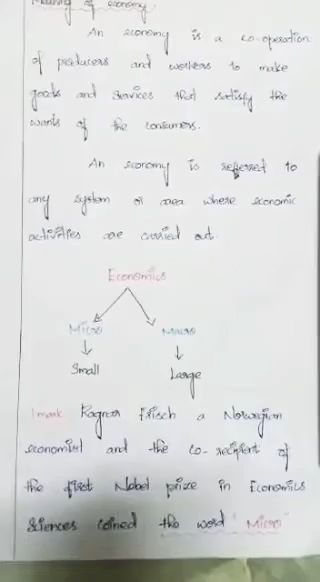 Meaning of economy:
An economy is a co-operation
of producers and workers to make
goods and services that satisfy the
wants of the consumers.
An economy is referred to
any system or area where economic
activities are carried out.
Economics
Micro Macro
Small Large
1 mark Ragnar Frisch a Norwegian
economist and the co-recipient of
the first Nobel prize in Economics
Sciences coined the word "Micro"